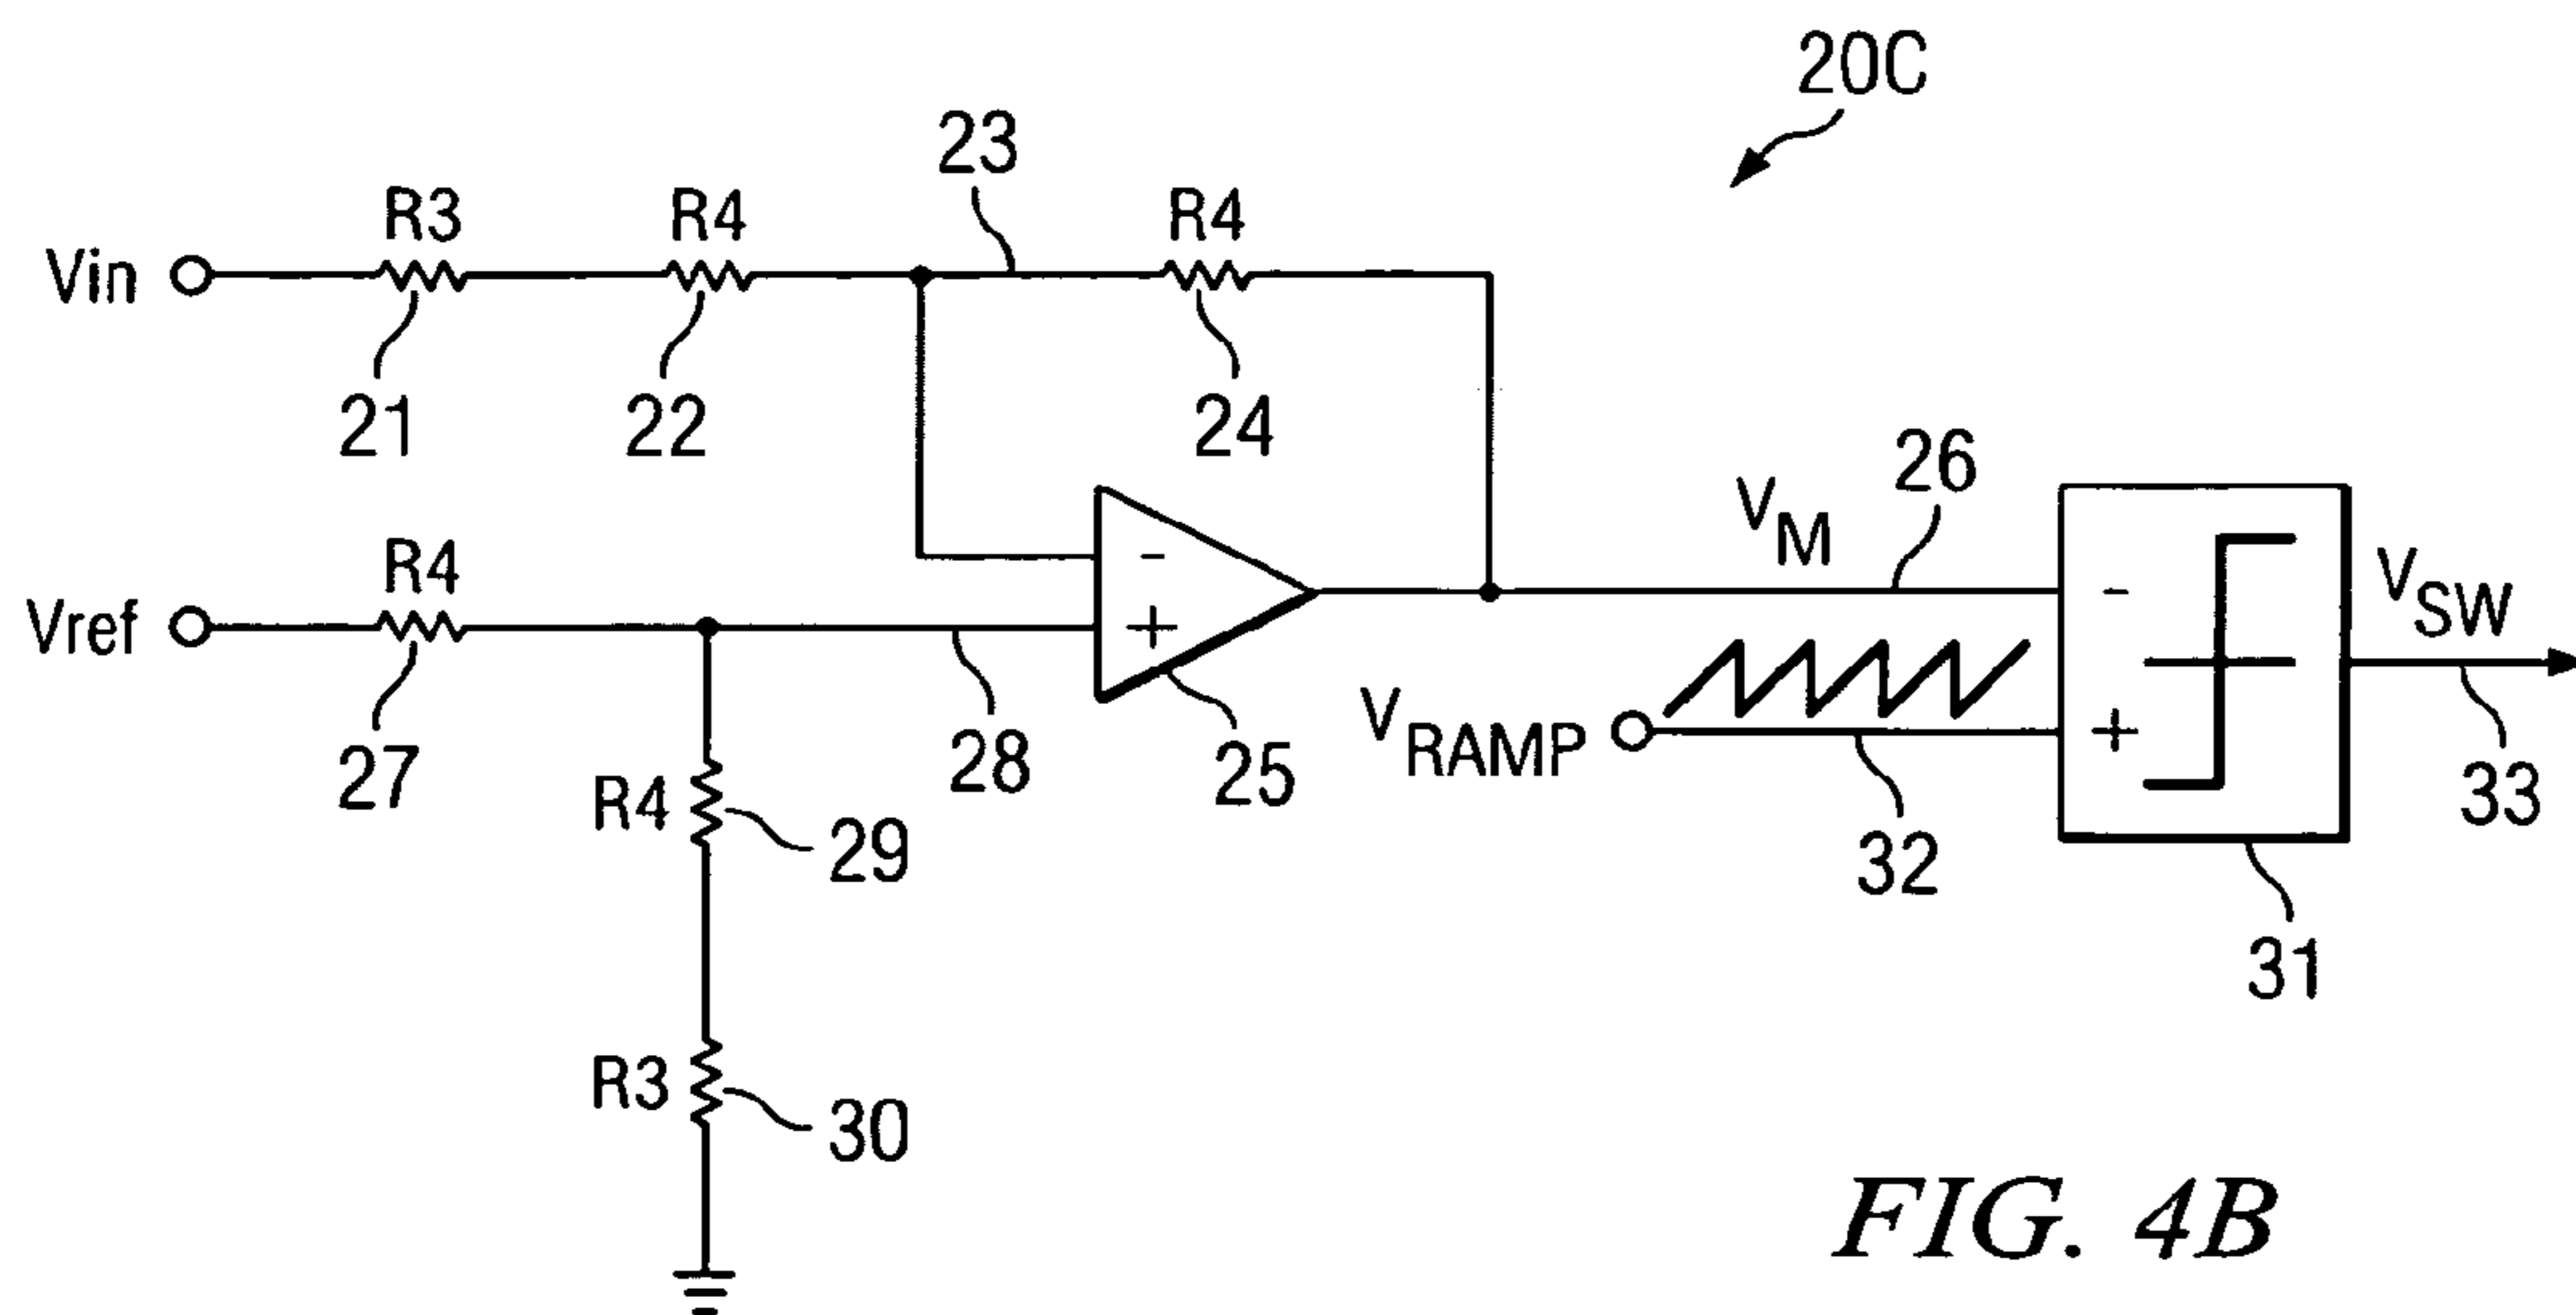 20C
23
R3 R4 R4
Vin
21 22 24
26
VM
R4
-
-
VSW
Vref
+
27
28
25
VRAMP
+
33
R4
29
32
31
R3
30
FIG. 4B